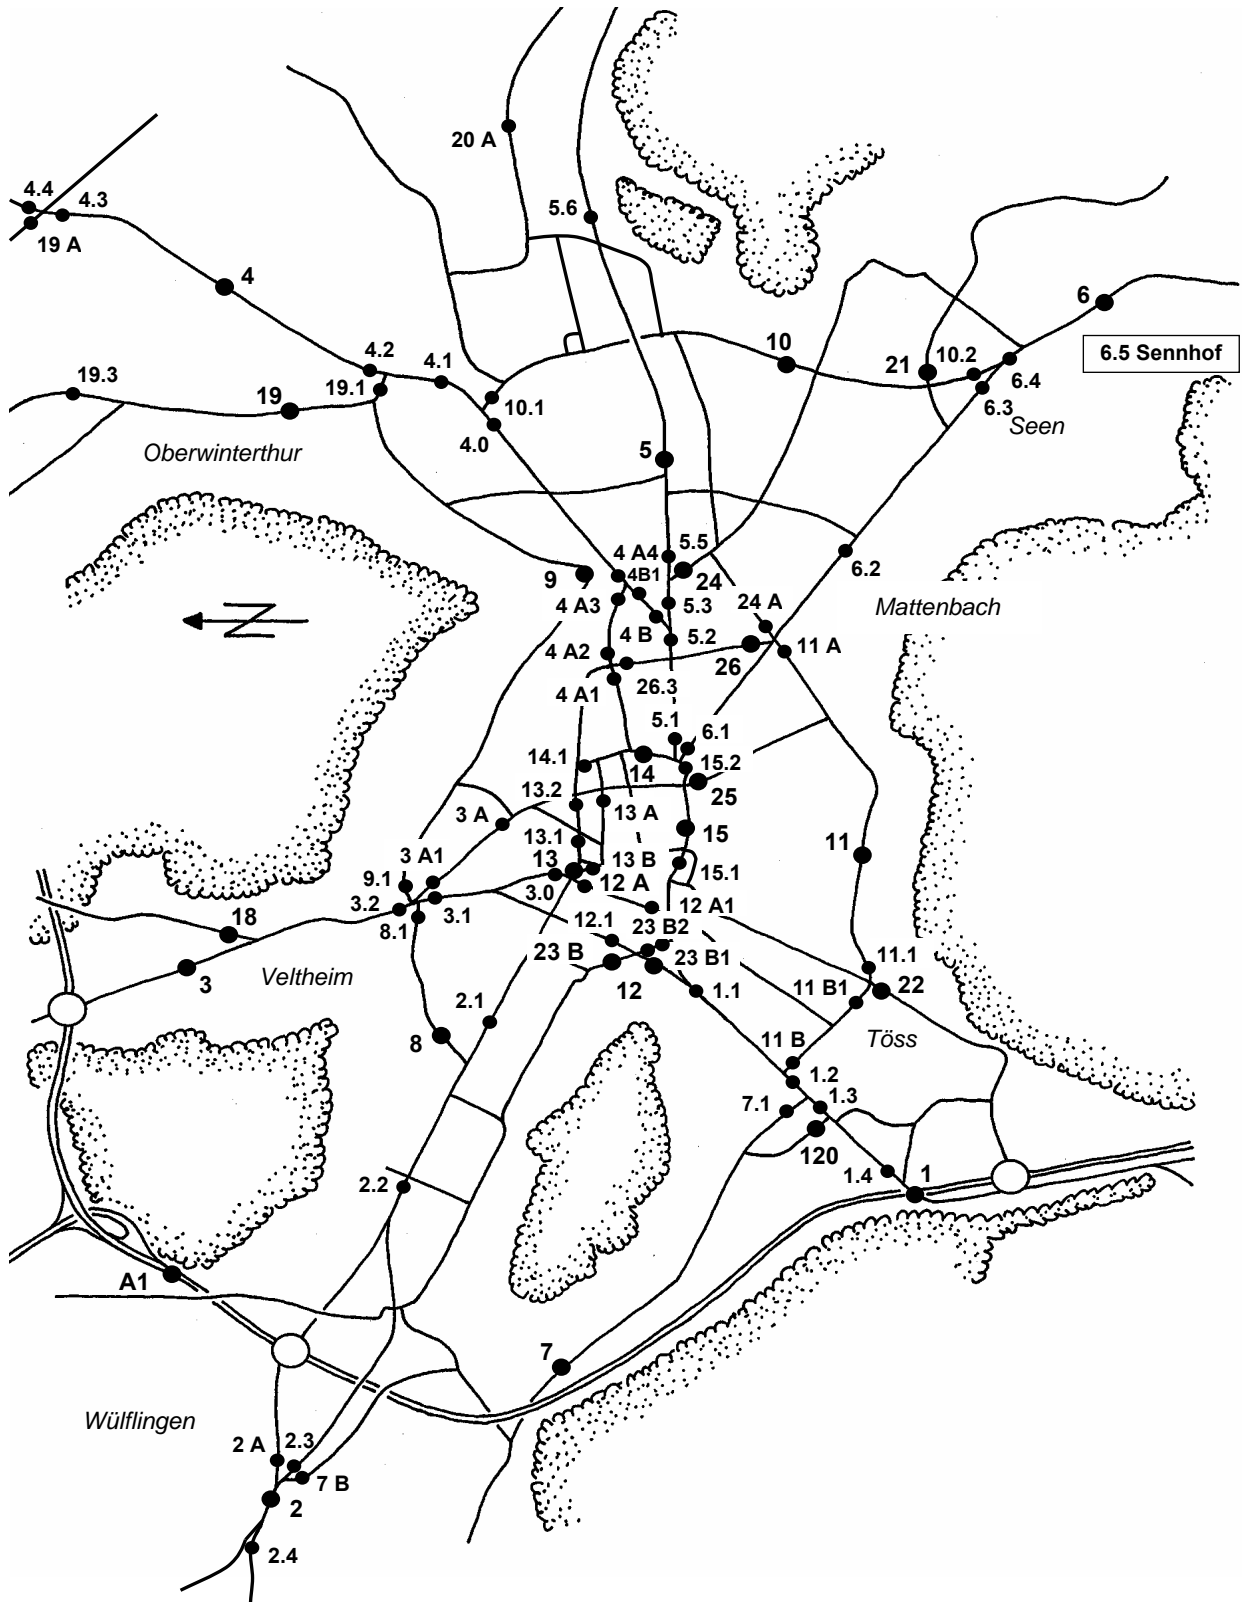 20 A
4.4
4.3
5.6
19 A
4
6
10
21
10.2
6.5 Sennhof
4.2
4.1
19.3
19.1
6.4
19
10.1
6.3
Seen
4.0
Oberwinterthur
5
5.5
4 A4
9
4B1
24
6.2
4 A3
5.3
24 A
Mattenbach
4 B
5.2
4 A2
26
11 A
26.3
4 A1
5.1
6.1
14.1
14
15.2
13.2
25
3 A
13 A
13.1
15
11
3 A1
13
13 B
9.1
15.1
3.0
12 A
3.2
3.1
12 A1
18
8.1
12.1
23 B2
23 B
23 B1
11.1
3
Veltheim
12
11 B1
22
2.1
1.1
8
11 B
Töss
1.2
7.1
1.3
120
2.2
1.4
1
A1
7
Wülflingen
2 A
2.3
7 B
2
2.4